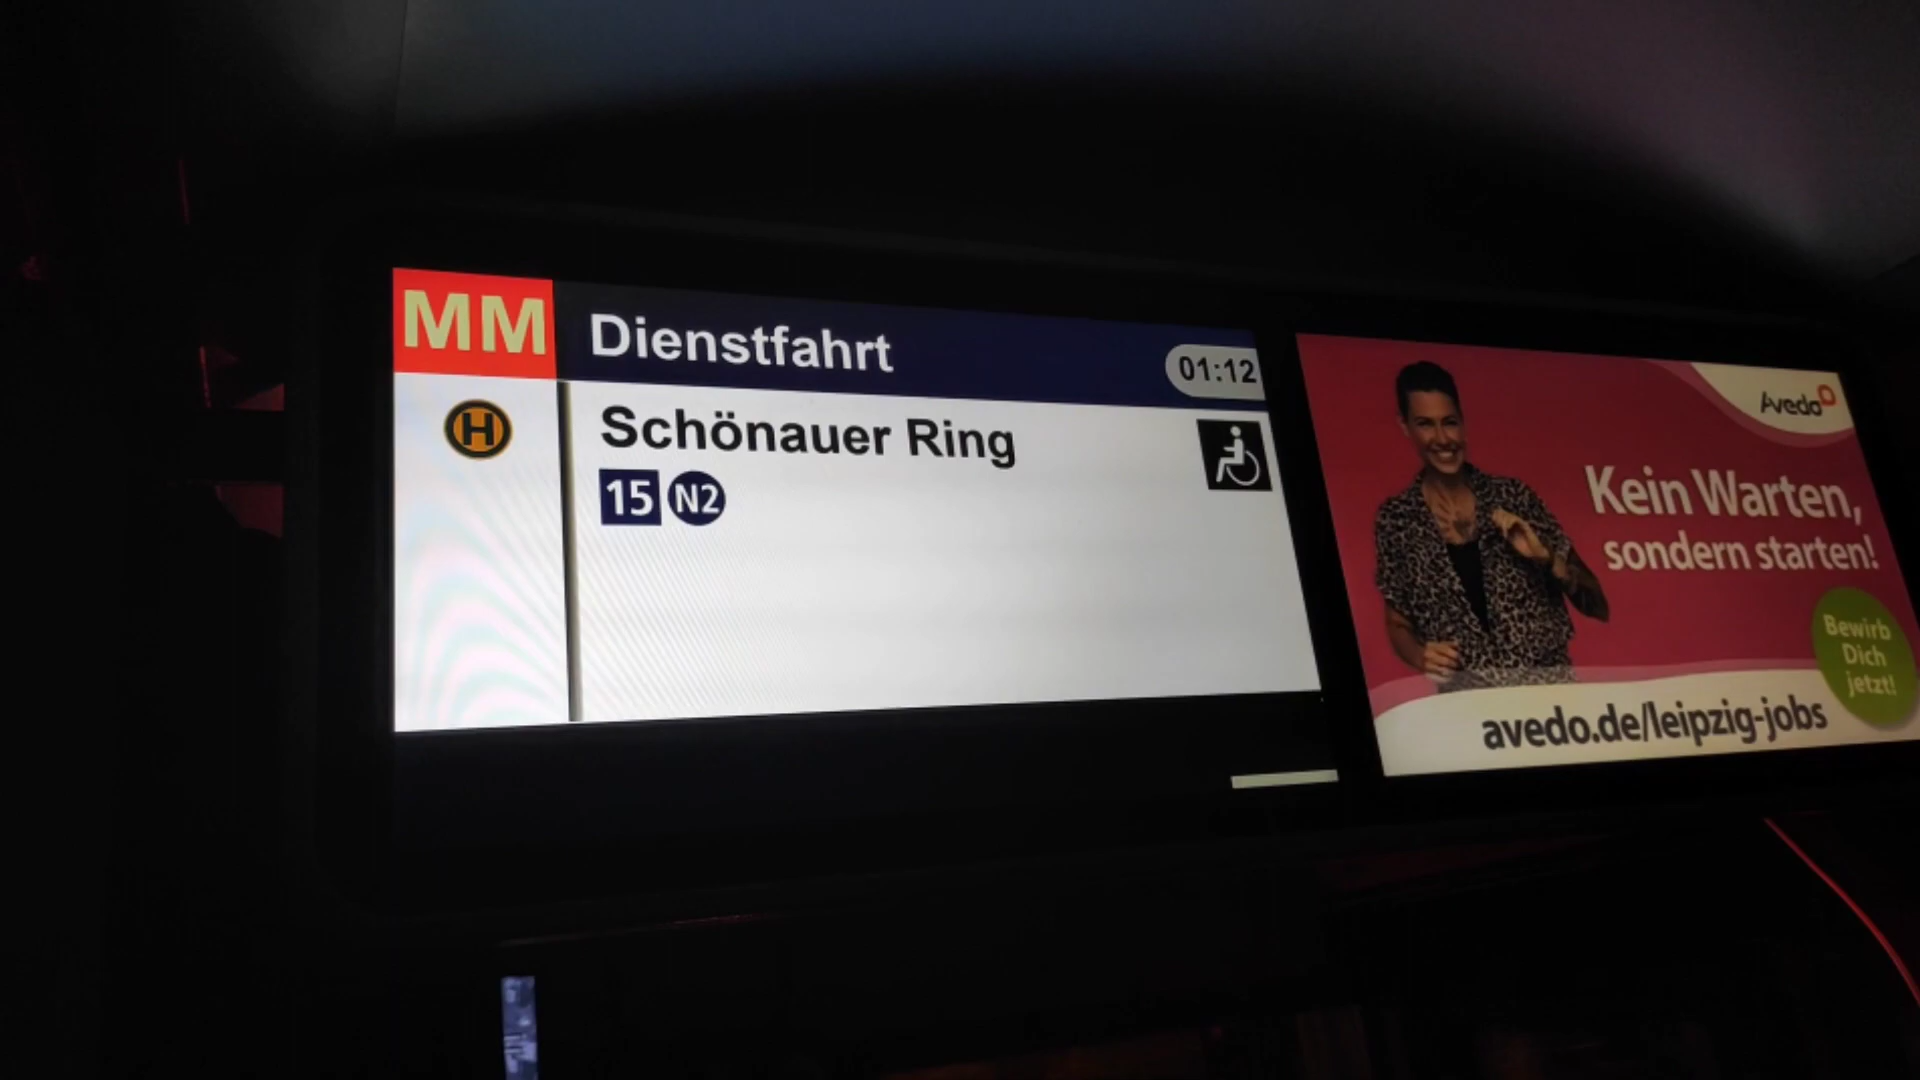 MM Dienstfahrt 01:12
H Schönauer Ring
15 N2
Avedo
Kein Warten,
sondern starten!
Bewirb
Dich
jetzt!
avedo.de/leipzig-jobs